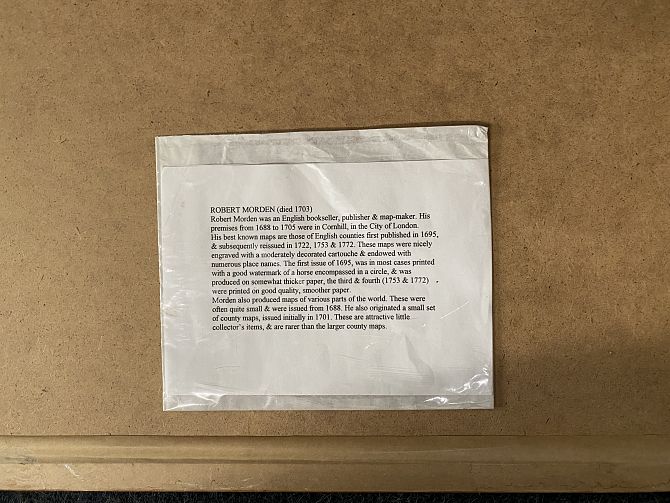 ROBERT MORDEN (died 1703)
Robert Morden was an English bookseller, publisher & map-maker. His
premises from 1688 to 1705 were in Cornhill, in the City of London.
His best known maps are those of English counties first published in 1695,
& subsequently reissued in 1722, 1753 & 1772. These maps were nicely
engraved with a moderately decorated cartouche & endowed with
numerous place names. The first issue of 1695, was in most cases printed
with a good watermark of a horse encompassed in a circle, & was
produced on somewhat thicker paper, the third & fourth (1753 & 1772)
were printed on good quality, smoother paper.
Morden also produced maps of various parts of the world. These were
often quite small & were issued from 1688. He also originated a small set
of county maps, issued initially in 1701. These are attractive little
collector's items, & are rarer than the larger county maps.